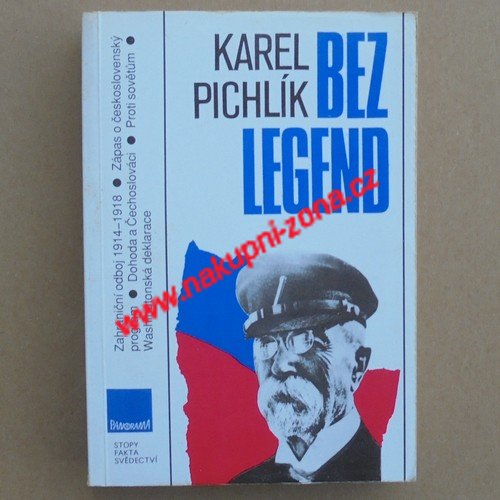 KAREL
PICHLÍK
BEZ
LEGEND
Zahraniční odboj 1914–1918 ● Zápas o československý
program ● Dohoda a Čechoslováci ● Proti sovětům ●
Washingtonská deklarace
www.nakupni-zona.cz
PANORAMA
STOPY
FAKTA
SVĚDECTVÍ